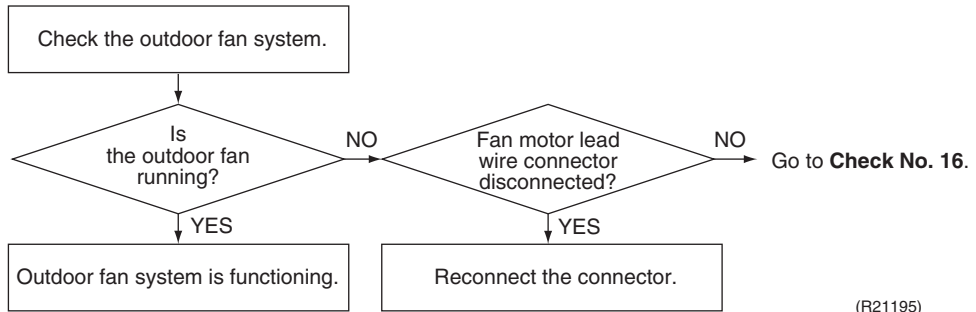 Check the outdoor fan system.
Is
the outdoor fan
running?
NO
Fan motor lead
wire connector
disconnected?
NO
Go to Check No. 16.
YES
YES
Outdoor fan system is functioning.
Reconnect the connector.
(R21195)